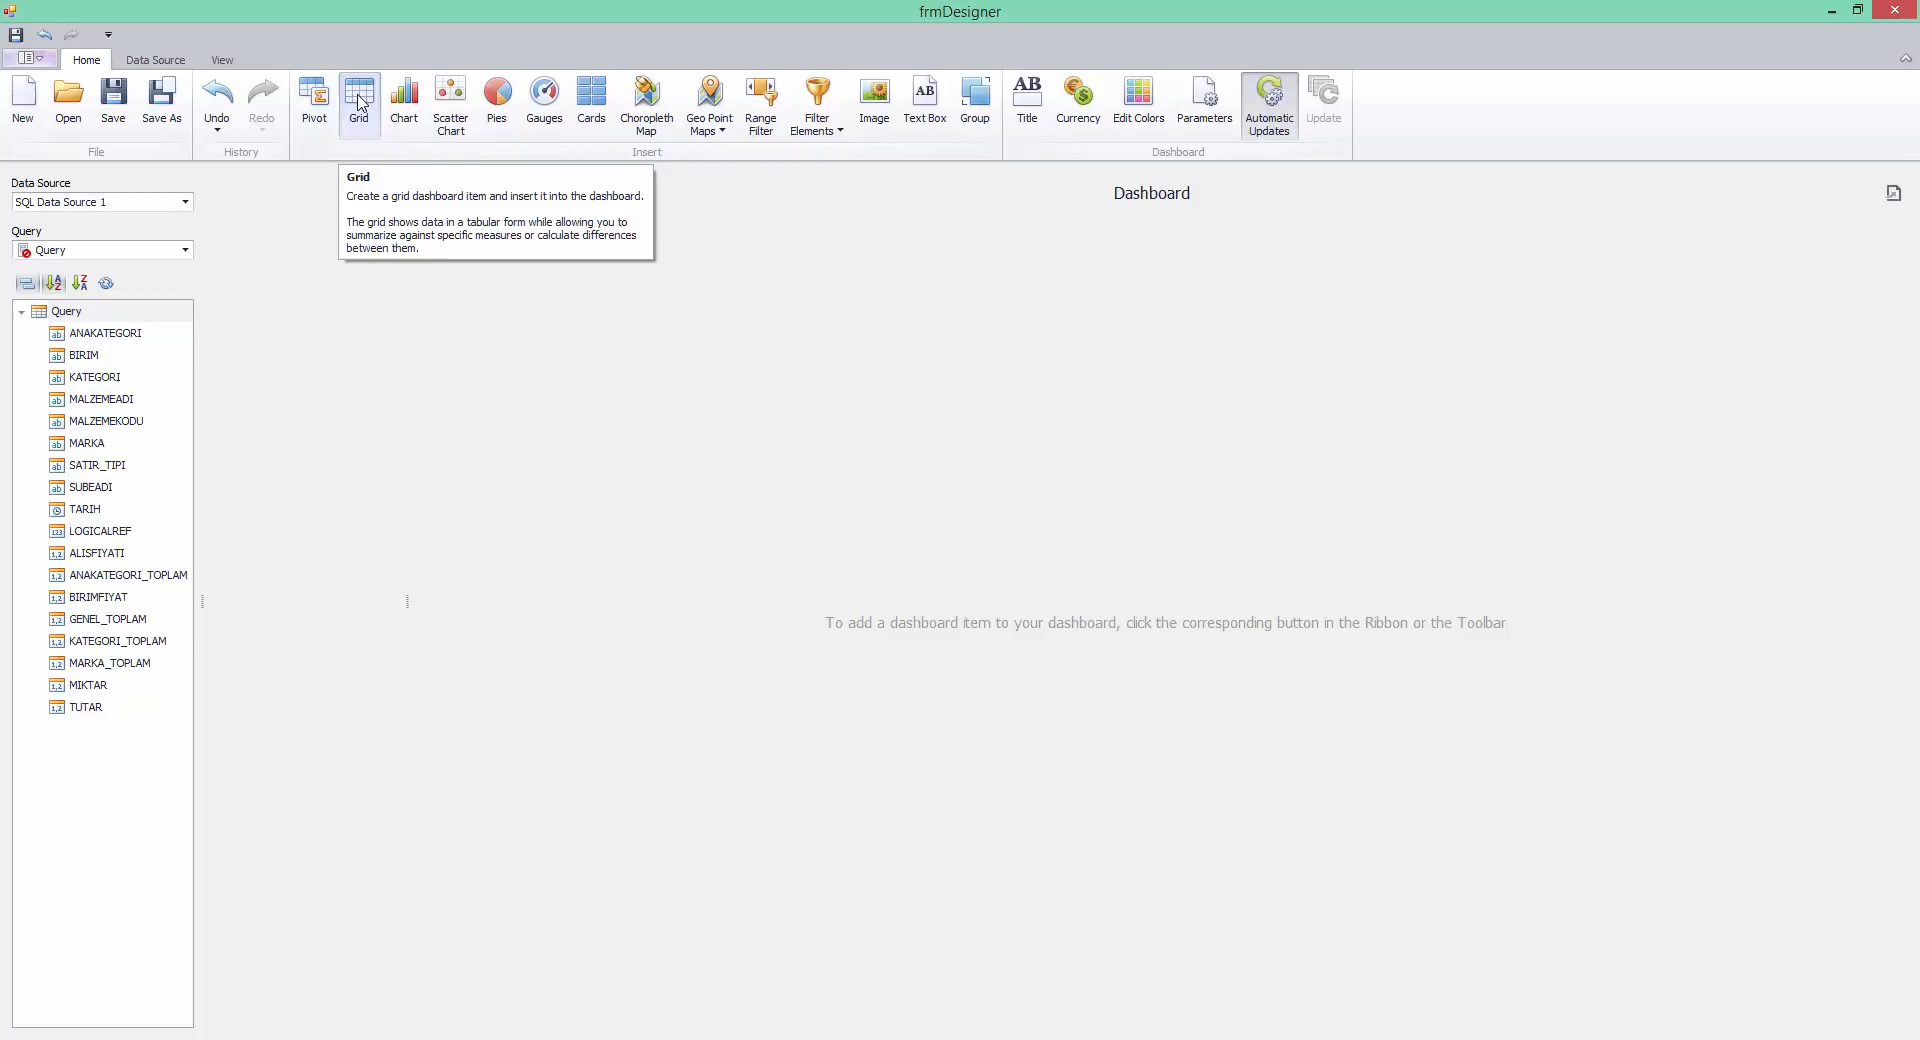 frmDesigner
Home Data Source View
New Open Save Save As Undo Redo Pivot Grid Chart Scatter Chart Pies Gauges Cards Choropleth Map Geo Point Maps Range Filter Filter Elements Image Text Box Group Title Currency Edit Colors Parameters Automatic Updates Update
File History Insert Dashboard
Grid
Create a grid dashboard item and insert it into the dashboard.
The grid shows data in a tabular form while allowing you to
summarize against specific measures or calculate differences
between them.
Data Source
SQL Data Source 1
Query
Query
Query
ANAKATEGORI
BIRIM
KATEGORI
MALZEMEADI
MALZEMEKODU
MARKA
SATIR_TIPI
SUBEADI
TARIH
LOGICALREF
ALISFIYATI
ANAKATEGORI_TOPLAM
BIRIMFIYAT
GENEL_TOPLAM
KATEGORI_TOPLAM
MARKA_TOPLAM
MIKTAR
TUTAR
Dashboard
To add a dashboard item to your dashboard, click the corresponding button in the Ribbon or the Toolbar